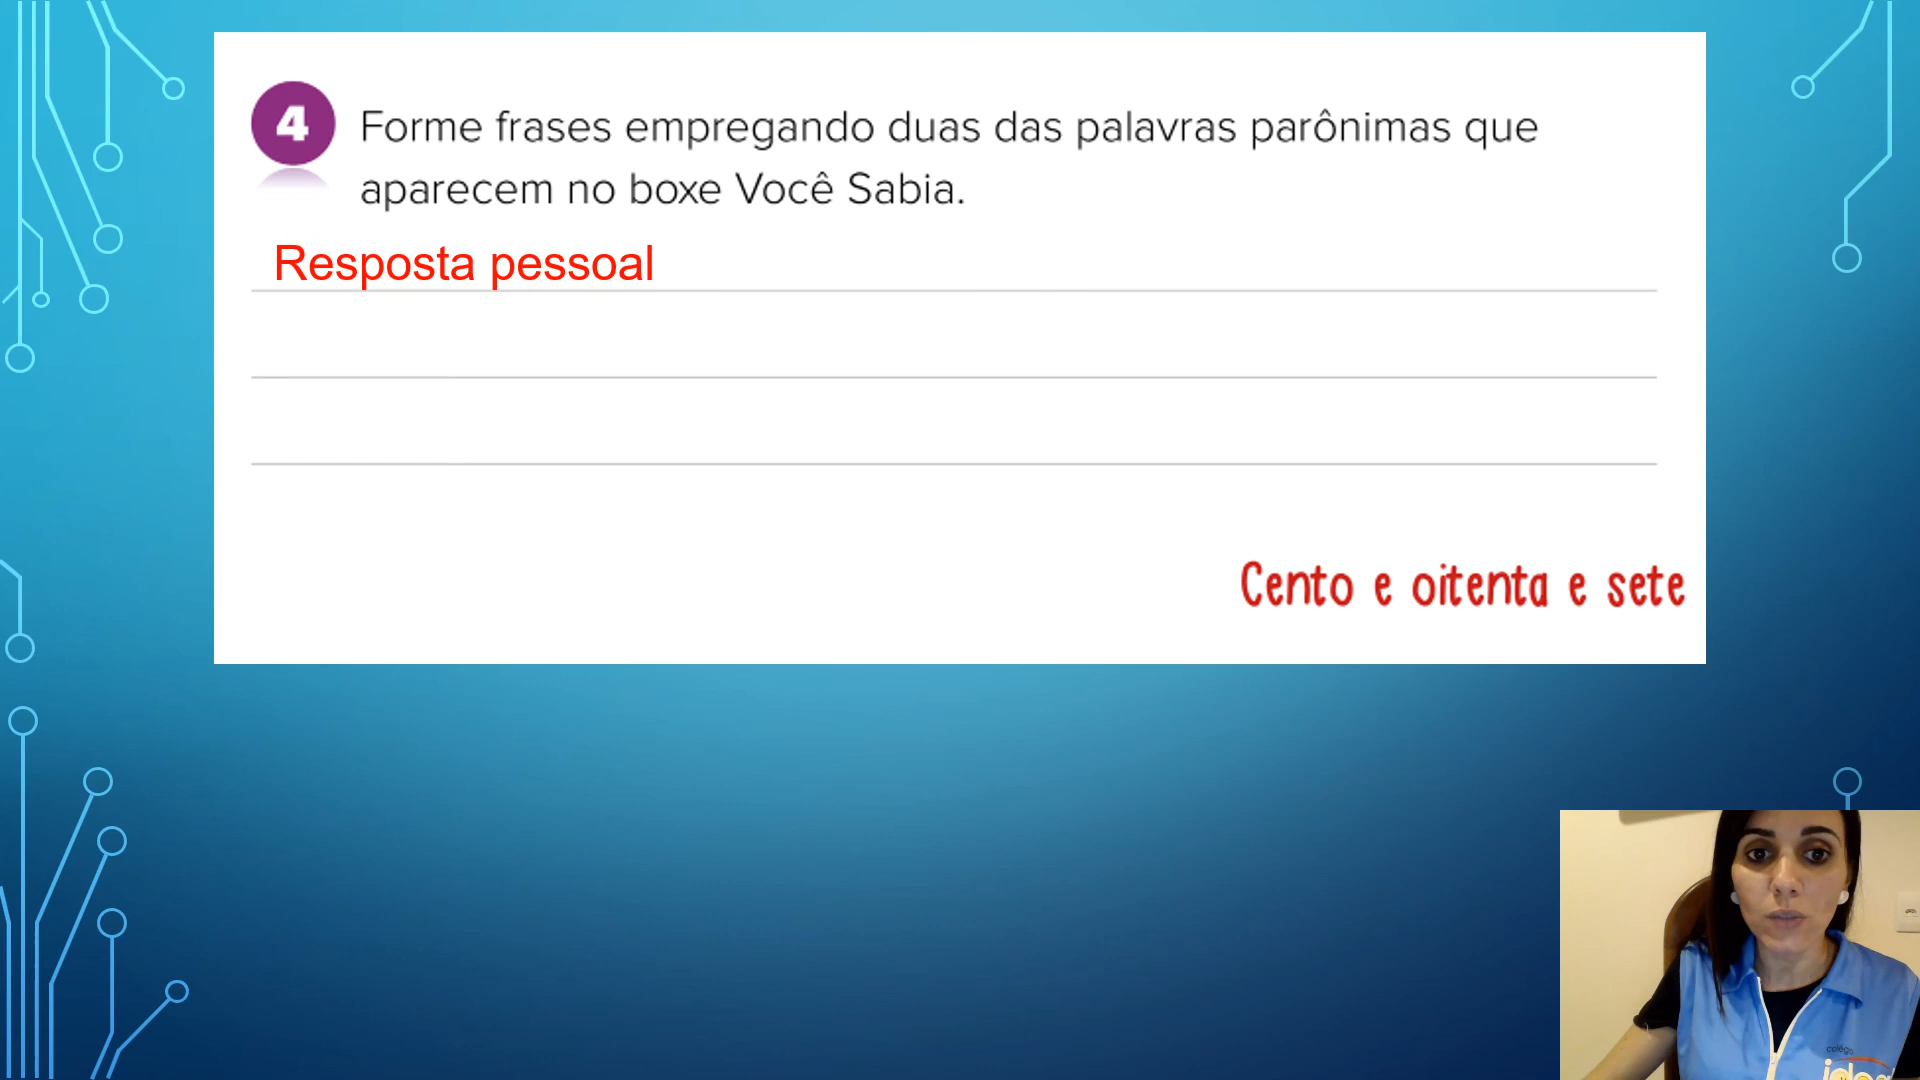 4 Forme frases empregando duas das palavras parônimas que
aparecem no boxe Você Sabia.
Resposta pessoal
Cento e oitenta e sete
colégio